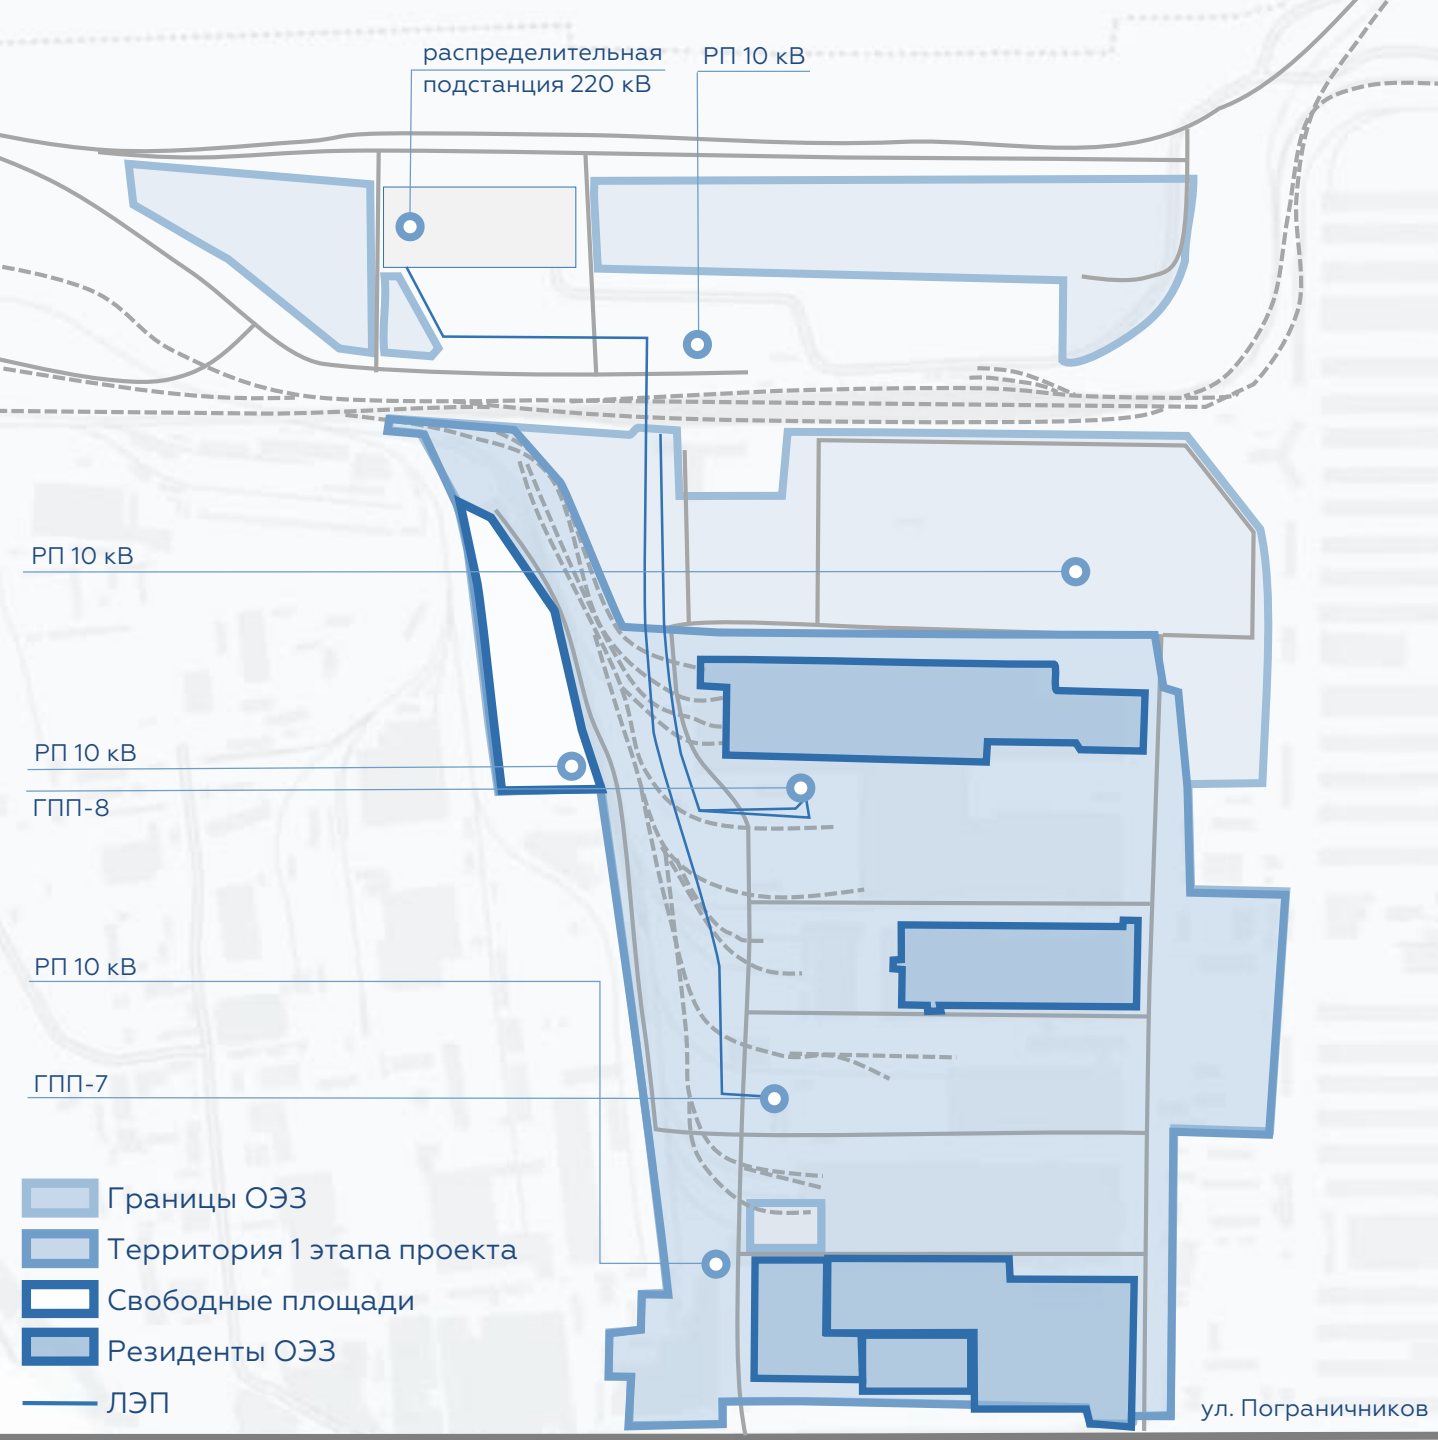 распределительная
подстанция 220 кВ
РП 10 кВ
РП 10 кВ
РП 10 кВ
ГПП-8
РП 10 кВ
ГПП-7
Границы ОЭЗ
Территория 1 этапа проекта
Свободные площади
Резиденты ОЭЗ
ЛЭП
ул. Пограничников